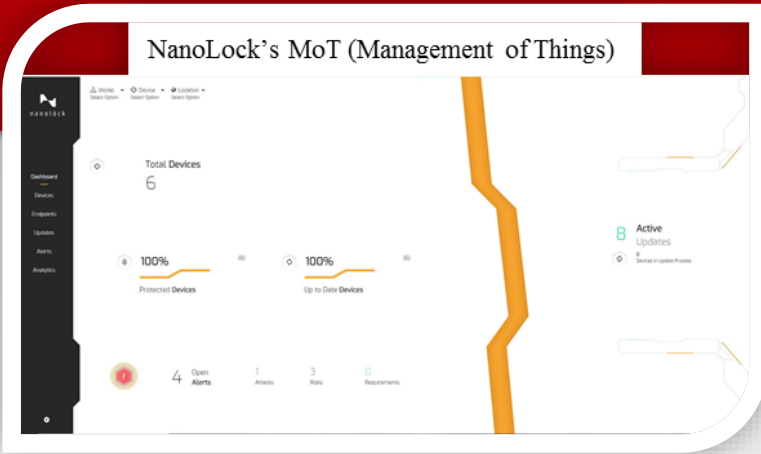 NanoLock's MoT (Management of Things)
nanolock
Model Device Location
Select Option Select Option Select Option
Dashboard
Devices
Endpoints
Updates
Alerts
Analytics
Total Devices
6
100% (6)
Protected Devices
100% (6)
Up to Date Devices
8 Active
Updates
Devices in Update Process
4 Open
Alerts
1
Attacks
3
Risks
0
Requirements